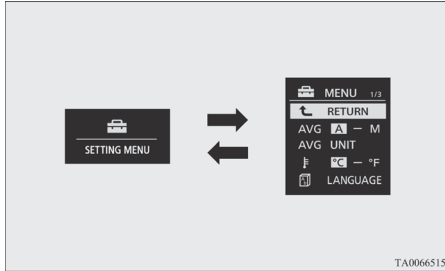 SETTING MENU
MENU 1/3
RETURN
AVG A – M
AVG UNIT
°C – °F
LANGUAGE
TA0066515